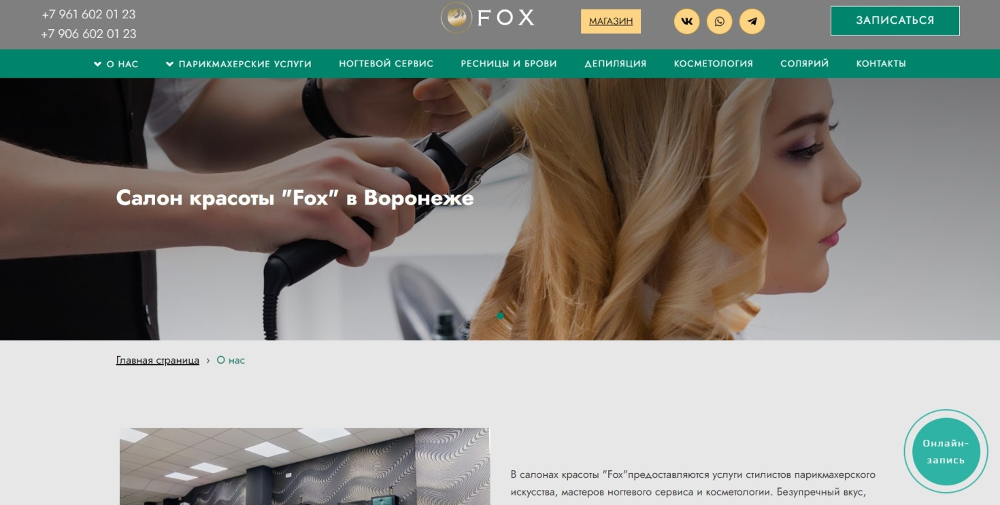 +7 961 602 01 23
+7 906 602 01 23
FOX
МАГАЗИН
ЗАПИСАТЬСЯ
О НАС
ПАРИКМАХЕРСКИЕ УСЛУГИ
НОГТЕВОЙ СЕРВИС
РЕСНИЦЫ И БРОВИ
ДЕПИЛЯЦИЯ
КОСМЕТОЛОГИЯ
СОЛЯРИЙ
КОНТАКТЫ
Салон красоты "Fox" в Воронеже
Главная страница › О нас
В салонах красоты "Fox"предоставляются услуги стилистов парикмахерского
искусства, мастеров ногтевого сервиса и косметологии. Безупречный вкус,
Онлайн-
запись